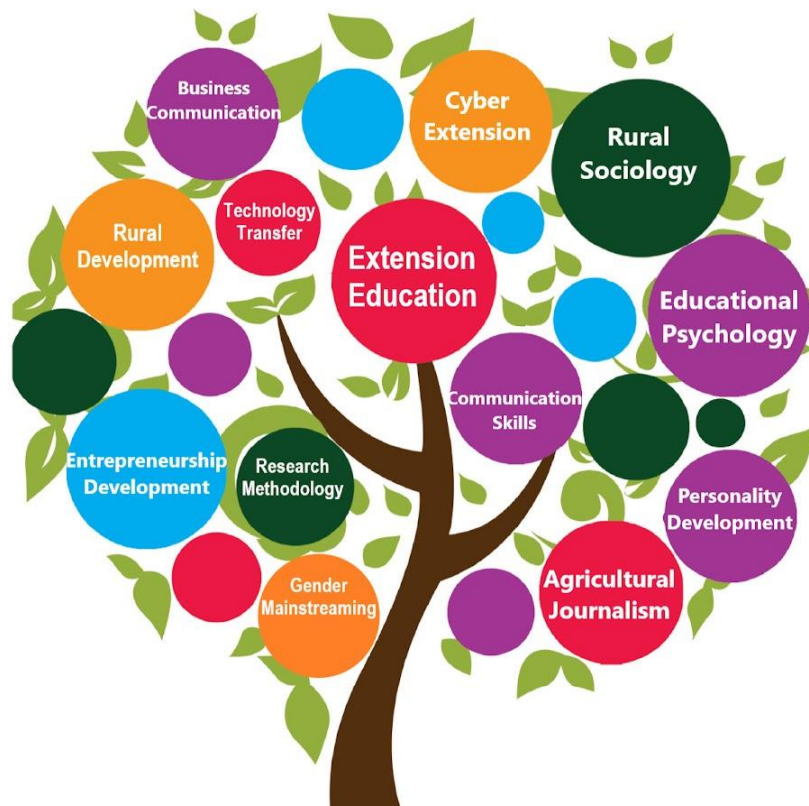 Business
Communication
Cyber
Extension
Rural
Sociology
Technology
Transfer
Rural
Development
Extension
Education
Educational
Psychology
Communication
Skills
Entrepreneurship
Development
Research
Methodology
Personality
Development
Gender
Mainstreaming
Agricultural
Journalism